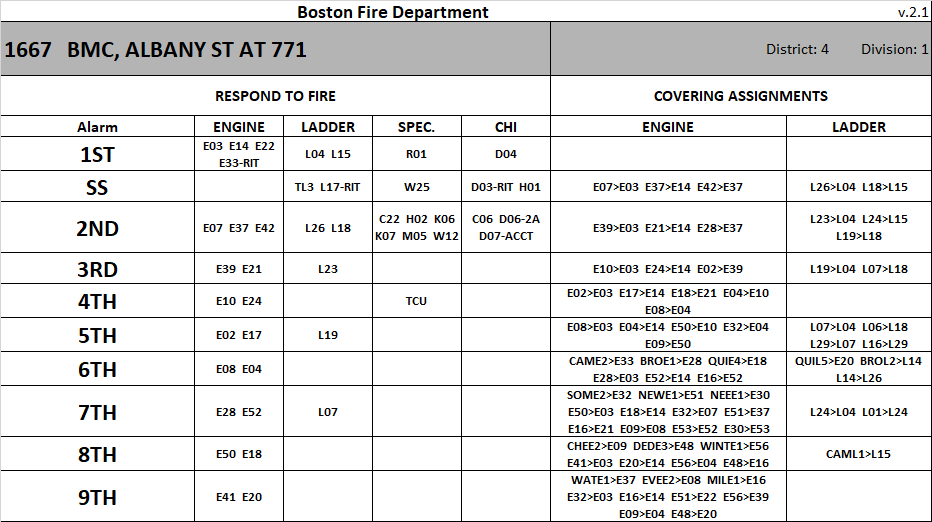 Boston Fire Department v.2.1
1667 BMC, ALBANY ST AT 771 District: 4 Division: 1
RESPOND TO FIRE COVERING ASSIGNMENTS
Alarm ENGINE LADDER SPEC. CHI ENGINE LADDER
1ST
E03 E14 E22
E33-RIT
L04 L15
R01
D04
SS
TL3 L17-RIT
W25
D03-RIT H01
E07>E03 E37>E14 E42>E37
L26>L04 L18>L15
2ND
E07 E37 E42
L26 L18
C22 H02 K06
K07 M05 W12
C06 D06-2A
D07-ACCT
E39>E03 E21>E14 E28>E37
L23>L04 L24>L15
L19>L18
3RD
E39 E21
L23
E10>E03 E24>E14 E02>E39
L19>L04 L07>L18
4TH
E10 E24
TCU
E02>E03 E17>E14 E18>E21 E04>E10
E08>E04
5TH
E02 E17
L19
E08>E03 E04>E14 E50>E10 E32>E04
E09>E50
L07>L04 L06>L18
L29>L07 L16>L29
6TH
E08 E04
CAME2>E33 BROE1>E28 QUIE4>E18
E28>E03 E52>E14 E16>E52
QUIL5>E20 BROL2>L14
L14>L26
7TH
E28 E52
L07
SOME2>E32 NEWE1>E51 NEEE1>E30
E50>E03 E18>E14 E32>E07 E51>E37
E16>E21 E09>E08 E53>E52 E30>E53
L24>L04 L01>L24
8TH
E50 E18
CHEE2>E09 DEDE3>E48 WINTE1>E56
E41>E03 E20>E14 E56>E04 E48>E16
CAML1>L15
9TH
E41 E20
WATE1>E37 EVEE2>E08 MILE1>E16
E32>E03 E16>E14 E51>E22 E56>E39
E09>E04 E48>E20